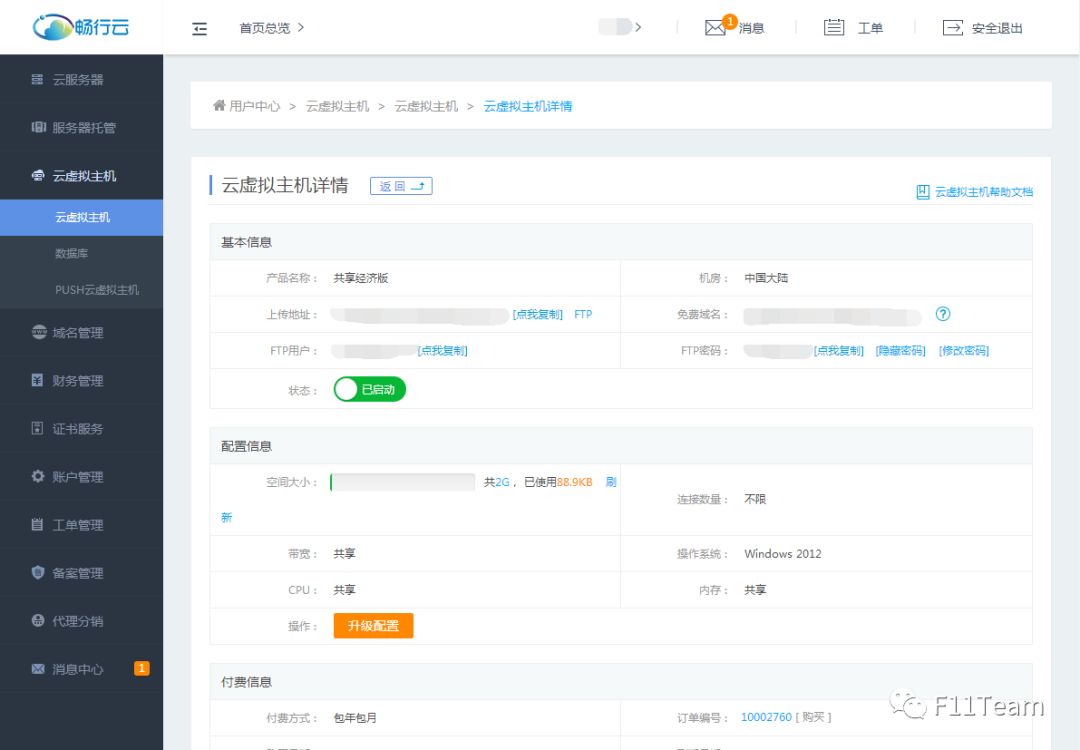 畅行云
首页总览
1
消息
工单
安全退出
云服务器
服务器托管
云虚拟主机
云虚拟主机
数据库
PUSH云虚拟主机
域名管理
财务管理
证书服务
账户管理
工单管理
备案管理
代理分销
消息中心 1
用户中心 > 云虚拟主机 > 云虚拟主机 > 云虚拟主机详情
云虚拟主机详情 返回
云虚拟主机帮助文档
基本信息
产品名称： 共享经济版 机房： 中国大陆
上传地址： [点我复制] FTP 免费域名： ?
FTP用户： [点我复制] FTP密码： [点我复制] [隐藏密码] [修改密码]
状态： 已启动
配置信息
空间大小： 共2G， 已使用88.9KB 刷
新
连接数量： 不限
带宽： 共享 操作系统： Windows 2012
CPU： 共享 内存： 共享
操作： 升级配置
付费信息
付费方式： 包年包月 订单编号： 10002760 [ 购买 ]
F11Team